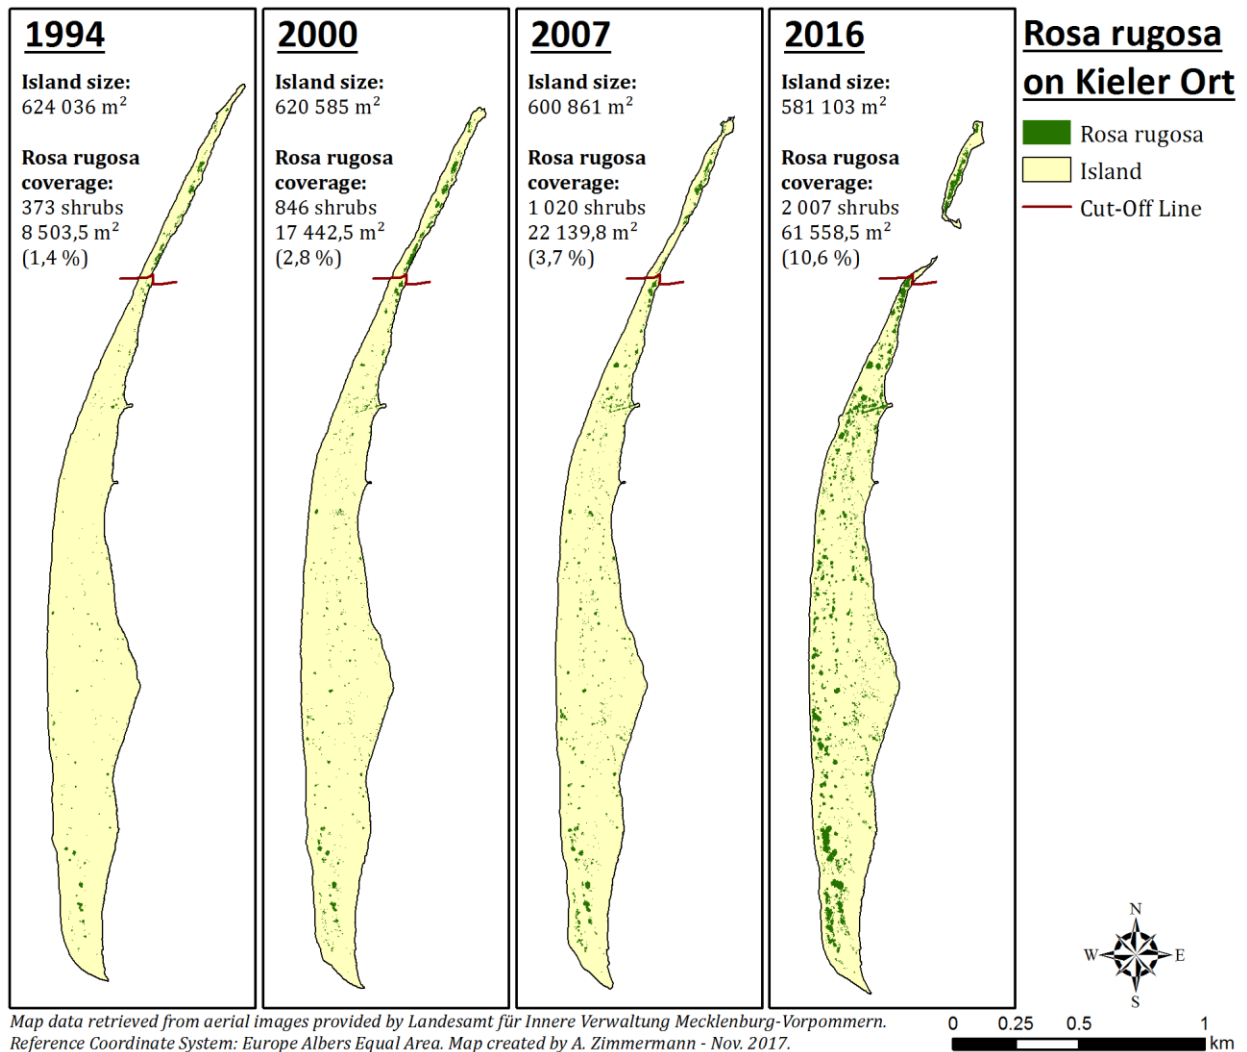 1994
Island size:
624 036 m²
Rosa rugosa
coverage:
373 shrubs
8 503,5 m²
(1,4 %)
2000
Island size:
620 585 m²
Rosa rugosa
coverage:
846 shrubs
17 442,5 m²
(2,8 %)
2007
Island size:
600 861 m²
Rosa rugosa
coverage:
1 020 shrubs
22 139,8 m²
(3,7 %)
2016
Island size:
581 103 m²
Rosa rugosa
coverage:
2 007 shrubs
61 558,5 m²
(10,6 %)
Rosa rugosa
on Kieler Ort
Rosa rugosa
Island
Cut-Off Line
N
W E
S
0 0.25 0.5 1
km
Map data retrieved from aerial images provided by Landesamt für Innere Verwaltung Mecklenburg-Vorpommern.
Reference Coordinate System: Europe Albers Equal Area. Map created by A. Zimmermann - Nov. 2017.